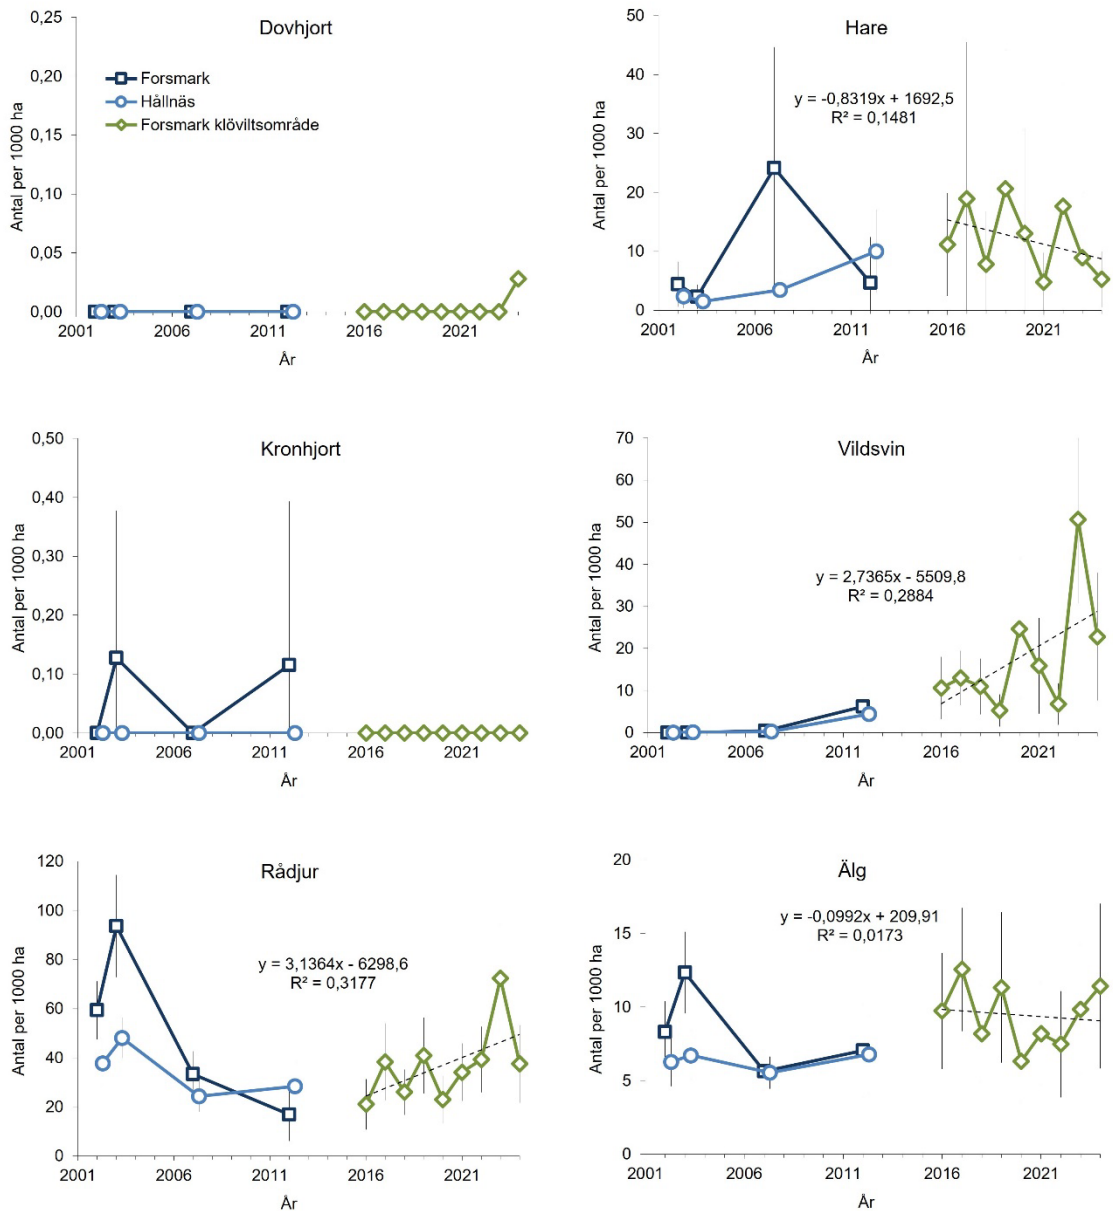 Dovhjort
Antal per 1000 ha
0,25
0,20
0,15
0,10
0,05
0,00
Forsmark
Hållnäs
Forsmark klöviltsområde
2001 2006 2011 2016 2021
År
Hare
Antal per 1000 ha
50
40
30
20
10
0
y = -0,8319x + 1692,5
R² = 0,1481
2001 2006 2011 2016 2021
År
Kronhjort
Antal per 1000 ha
0,50
0,40
0,30
0,20
0,10
0,00
2001 2006 2011 2016 2021
År
Vildsvin
Antal per 1000 ha
70
60
50
40
30
20
10
0
y = 2,7365x - 5509,8
R² = 0,2884
2001 2006 2011 2016 2021
År
Rådjur
Antal per 1000 ha
120
100
80
60
40
20
0
y = 3,1364x - 6298,6
R² = 0,3177
2001 2006 2011 2016 2021
År
Älg
Antal per 1000 ha
20
15
10
5
0
y = -0,0992x + 209,91
R² = 0,0173
2001 2006 2011 2016 2021
År